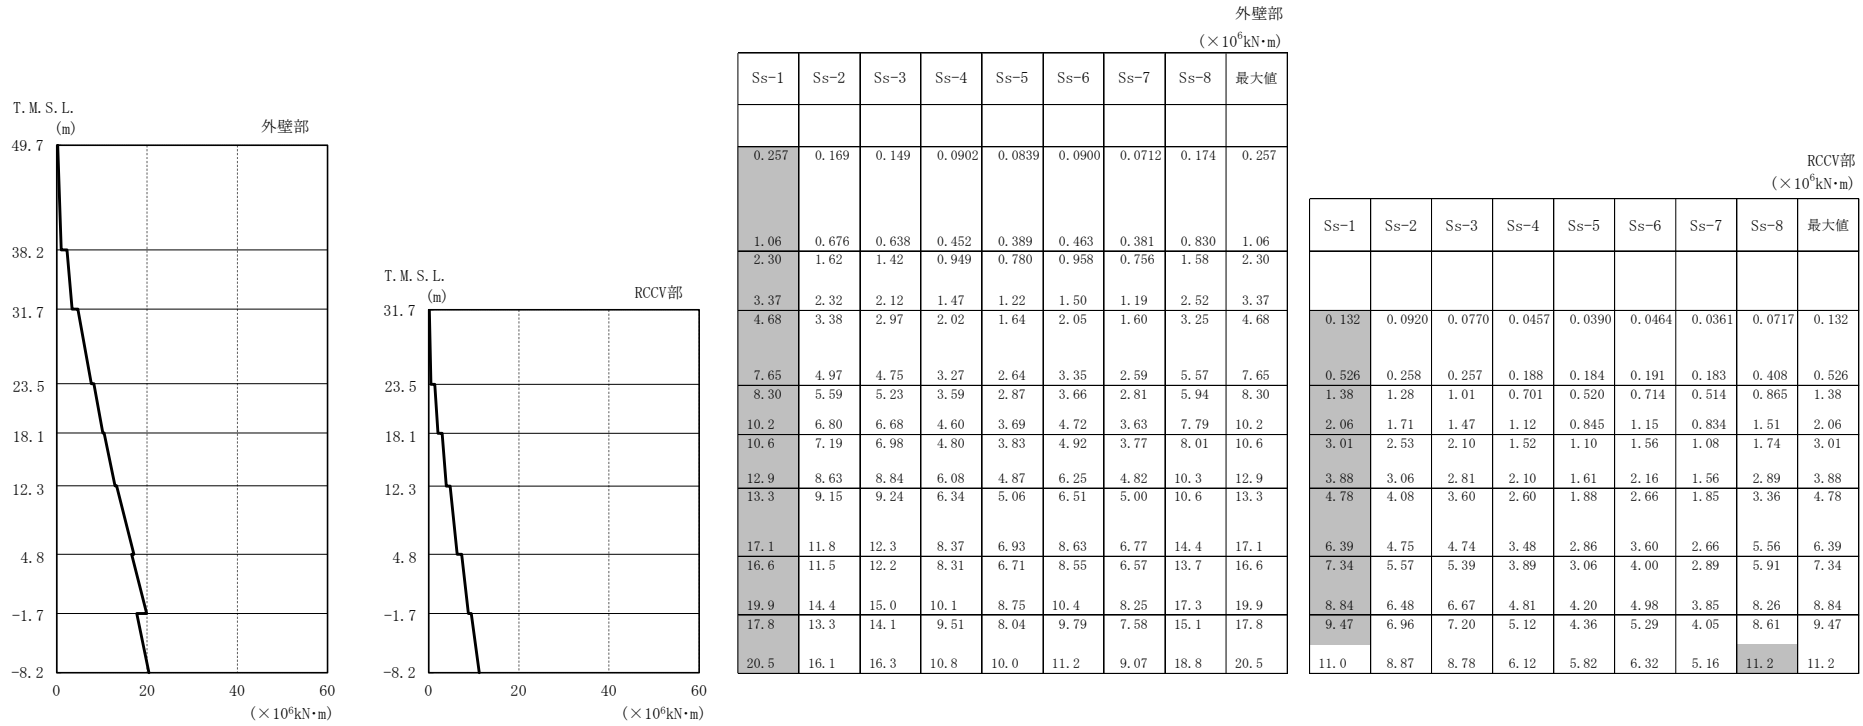 T.M.S.L.
(m)
外壁部
49.7
38.2
31.7
23.5
18.1
12.3
4.8
-1.7
-8.2
0 20 40 60
(×10⁶kN・m)
T.M.S.L.
(m)
RCCV部
31.7
23.5
18.1
12.3
4.8
-1.7
-8.2
0 20 40 60
(×10⁶kN・m)
外壁部
(×10⁶kN・m)
Ss-1 Ss-2 Ss-3 Ss-4 Ss-5 Ss-6 Ss-7 Ss-8 最大値
0.257 0.169 0.149 0.0902 0.0839 0.0900 0.0712 0.174 0.257
1.06 0.676 0.638 0.452 0.389 0.463 0.381 0.830 1.06
2.30 1.62 1.42 0.949 0.780 0.958 0.756 1.58 2.30
3.37 2.32 2.12 1.47 1.22 1.50 1.19 2.52 3.37
4.68 3.38 2.97 2.02 1.64 2.05 1.60 3.25 4.68
7.65 4.97 4.75 3.27 2.64 3.35 2.59 5.57 7.65
8.30 5.59 5.23 3.59 2.87 3.66 2.81 5.94 8.30
10.2 6.80 6.68 4.60 3.69 4.72 3.63 7.79 10.2
10.6 7.19 6.98 4.80 3.83 4.92 3.77 8.01 10.6
12.9 8.63 8.84 6.08 4.87 6.25 4.82 10.3 12.9
13.3 9.15 9.24 6.34 5.06 6.51 5.00 10.6 13.3
17.1 11.8 12.3 8.37 6.93 8.63 6.77 14.4 17.1
16.6 11.5 12.2 8.31 6.71 8.55 6.57 13.7 16.6
19.9 14.4 15.0 10.1 8.75 10.4 8.25 17.3 19.9
17.8 13.3 14.1 9.51 8.04 9.79 7.58 15.1 17.8
20.5 16.1 16.3 10.8 10.0 11.2 9.07 18.8 20.5
RCCV部
(×10⁶kN・m)
Ss-1 Ss-2 Ss-3 Ss-4 Ss-5 Ss-6 Ss-7 Ss-8 最大値
0.132 0.0920 0.0770 0.0457 0.0390 0.0464 0.0361 0.0717 0.132
0.526 0.258 0.257 0.188 0.184 0.191 0.183 0.408 0.526
1.38 1.28 1.01 0.701 0.520 0.714 0.514 0.865 1.38
2.06 1.71 1.47 1.12 0.845 1.15 0.834 1.51 2.06
3.01 2.53 2.10 1.52 1.10 1.56 1.08 1.74 3.01
3.88 3.06 2.81 2.10 1.61 2.16 1.56 2.89 3.88
4.78 4.08 3.60 2.60 1.88 2.66 1.85 3.36 4.78
6.39 4.75 4.74 3.48 2.86 3.60 2.66 5.56 6.39
7.34 5.57 5.39 3.89 3.06 4.00 2.89 5.91 7.34
8.84 6.48 6.67 4.81 4.20 4.98 3.85 8.26 8.84
9.47 6.96 7.20 5.12 4.36 5.29 4.05 8.61 9.47
11.0 8.87 8.78 6.12 5.82 6.32 5.16 11.2 11.2